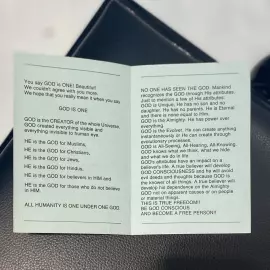 You say GOD is ONE! Beautiful!!
We couldn't agree with you more.
We hope that you really mean it when you say
GOD IS ONE
GOD is the CREATOR of the whole Universe.
GOD created everything visible and
everything invisible to human eye.
HE is the GOD for Muslims,
HE is the GOD for Christians,
HE is the GOD for Jews,
HE is the GOD for Hindus,
HE is the GOD for believers in HIM and
HE is the GOD for those who do not believe
in HIM.
ALL HUMANITY IS ONE UNDER ONE GOD.
NO ONE HAS SEEN THE GOD. Mankind
recognize the GOD through He attributes.
Just to mention a few of His attributes:
GOD is Unique; He has no son and no
daughter. He has no parents. He is Eternal
and there is none equal to Him.
GOD is the Almighty. He has power over
everything.
GOD is the Evolver, He can create anything
instantaneously or He can create through
evolutionary processes.
GOD is All-Seeing, All-Hearing, All-Knowing.
GOD knows what we think, what we hide
and what we do in life.
GOD's attributes have an impact on a
believer's life. A true believer will develop
GOD CONSCIOUSNESS and he will avoid
evil deeds and thoughts because GOD is
the Knower of all things. A true believer will
develop his dependence on the Almighty
GOD not on apparent causes or on people
or material things.
THIS IS TRUE FREEDOM!!
BE GOD CONSCIOUS
AND BECOME A FREE PERSON!!